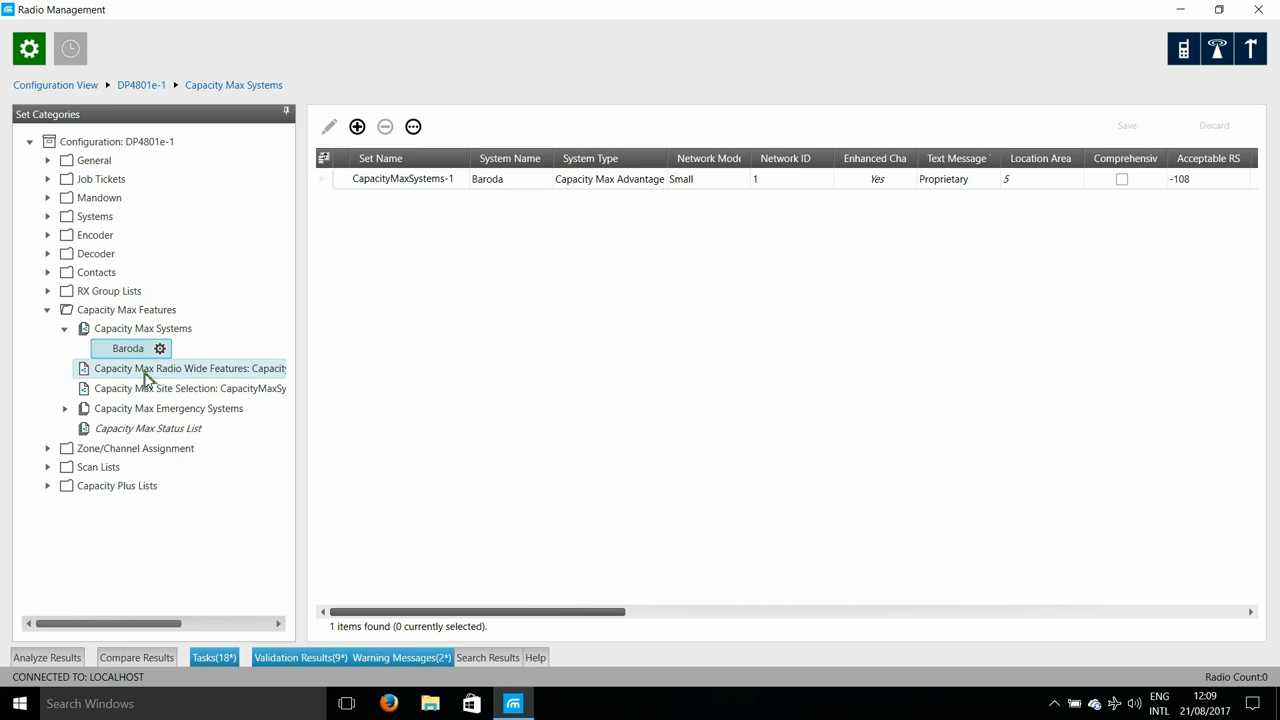 Radio Management
Configuration View DP4801e-1 Capacity Max Systems
Set Categories
Configuration: DP4801e-1
General
Job Tickets
Mandown
Systems
Encoder
Decoder
Contacts
RX Group Lists
Capacity Max Features
Capacity Max Systems
Baroda
Capacity Max Radio Wide Features: Capacity
Capacity Max Site Selection: CapacityMaxSy
Capacity Max Emergency Systems
Capacity Max Status List
Zone/Channel Assignment
Scan Lists
Capacity Plus Lists
Save Discard
Set Name System Name System Type Network Mode Network ID Enhanced Cha Text Message Location Area Comprehensiv Acceptable RS
CapacityMaxSystems-1 Baroda Capacity Max Advantage Small 1 Yes Proprietary 5 -108
1 items found (0 currently selected).
Analyze Results Compare Results Tasks(18*) Validation Results(9*) Warning Messages(2*) Search Results Help
CONNECTED TO: LOCALHOST Radio Count:0
Search Windows
ENG 12:09
INTL 21/08/2017